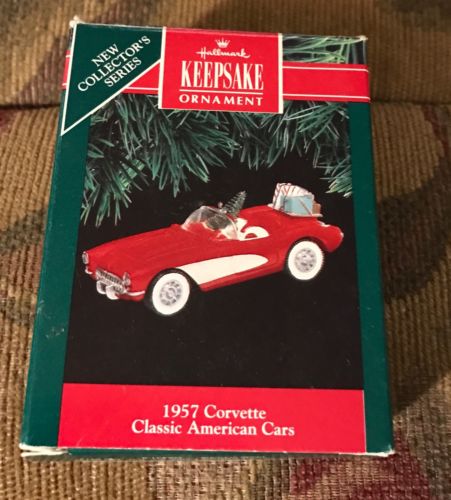 NEW
COLLECTOR'S
SERIES
Hallmark
KEEPSAKE
ORNAMENT
1957 Corvette
Classic American Cars